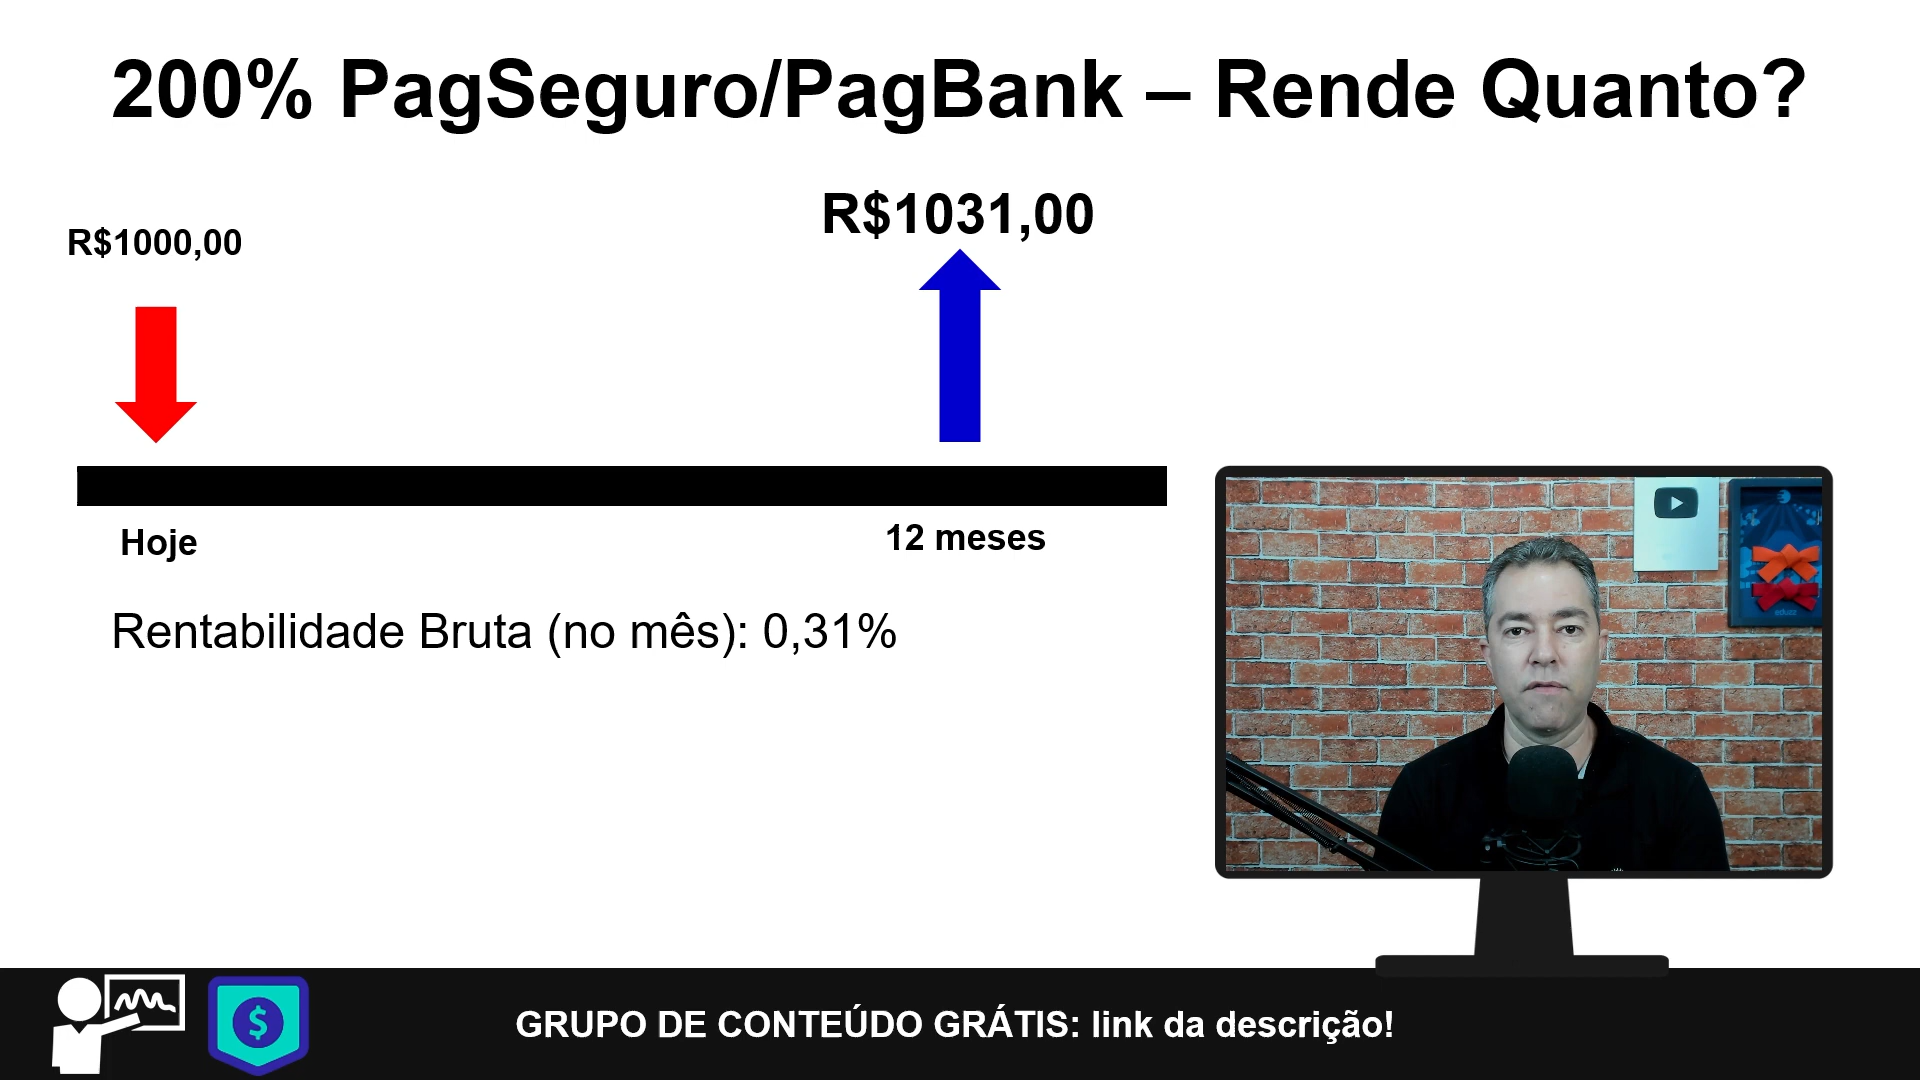 200% PagSeguro/PagBank – Rende Quanto?
R$1031,00
R$1000,00
Hoje
12 meses
Rentabilidade Bruta (no mês): 0,31%
eduzz
$
GRUPO DE CONTEÚDO GRÁTIS: link da descrição!